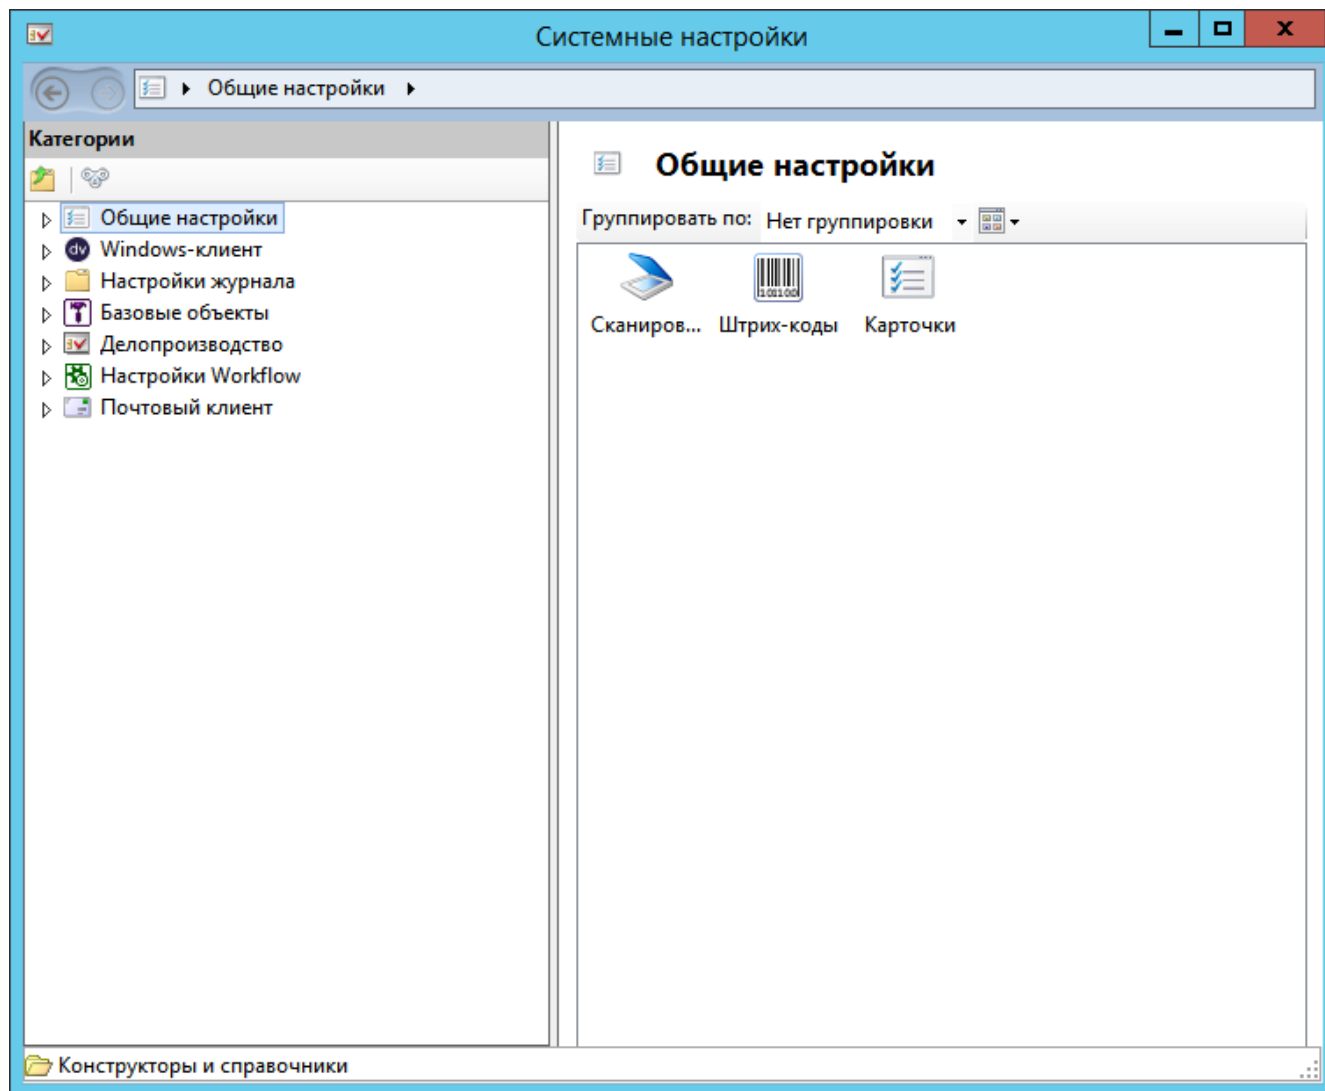 Системные настройки
Общие настройки
Категории
Общие настройки
Windows-клиент
Настройки журнала
Базовые объекты
Делопроизводство
Настройки Workflow
Почтовый клиент
Общие настройки
Группировать по: Нет группировки
Сканиров... Штрих-коды Карточки
Конструкторы и справочники